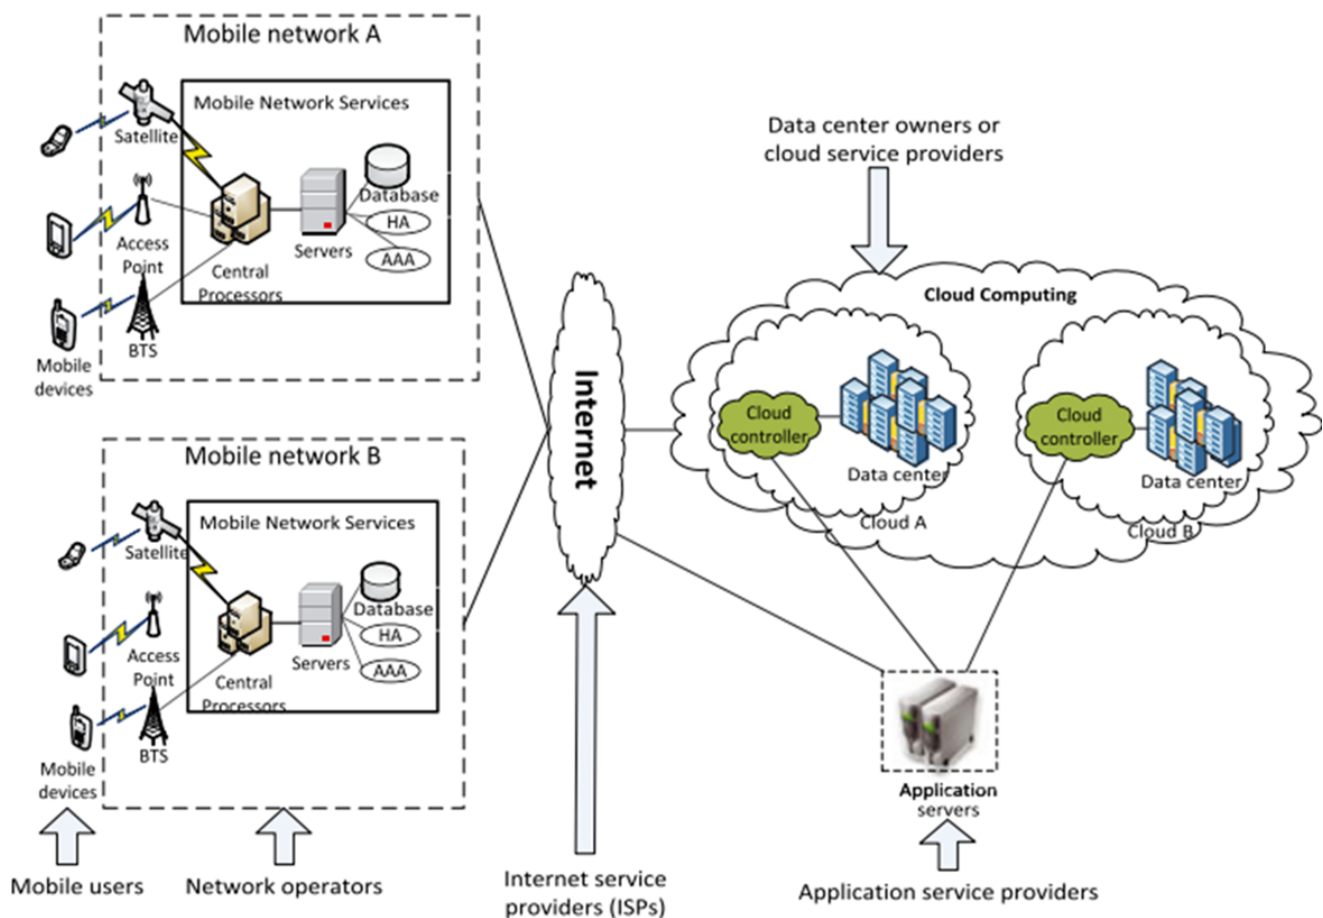 Mobile network A
Mobile Network Services
Satellite
Database
HA
Access
Point
Servers
AAA
Central
Processors
BTS
Mobile
devices
Mobile network B
Mobile Network Services
Satellite
Database
HA
Access
Point
Servers
AAA
Central
Processors
BTS
Mobile
devices
Mobile users
Network operators
Internet
Internet service
providers (ISPs)
Data center owners or
cloud service providers
Cloud Computing
Cloud
controller
Data center
Cloud A
Cloud
controller
Data center
Cloud B
Application
servers
Application service providers